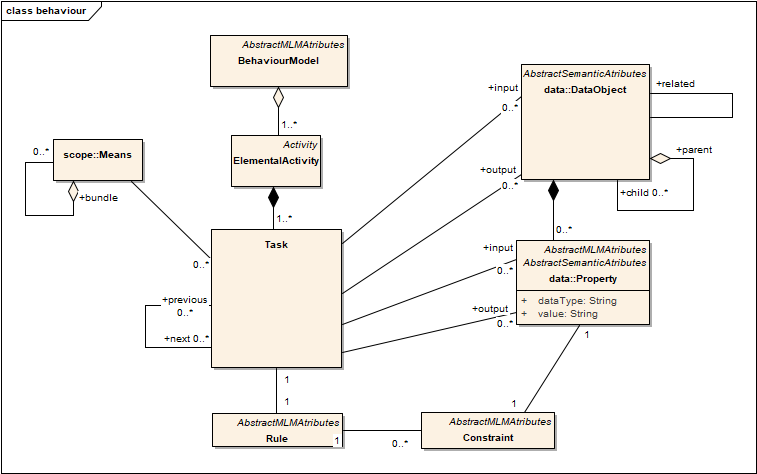 class behaviour
AbstractMLMAtributes
BehaviourModel
1..*
Activity
ElementalActivity
1..*
0..*
scope::Means
+bundle
0..*
Task
+previous
0..*
+next 0..*
AbstractSemanticAtributes
data::DataObject
+input
0..*
+output
0..*
+related
+parent
+child 0..*
0..*
AbstractMLMAtributes
AbstractSemanticAtributes
data::Property
+ dataType: String
+ value: String
+input
0..*
+output
0..*
1
1
1
1
AbstractMLMAtributes
Rule
1
0..*
AbstractMLMAtributes
Constraint